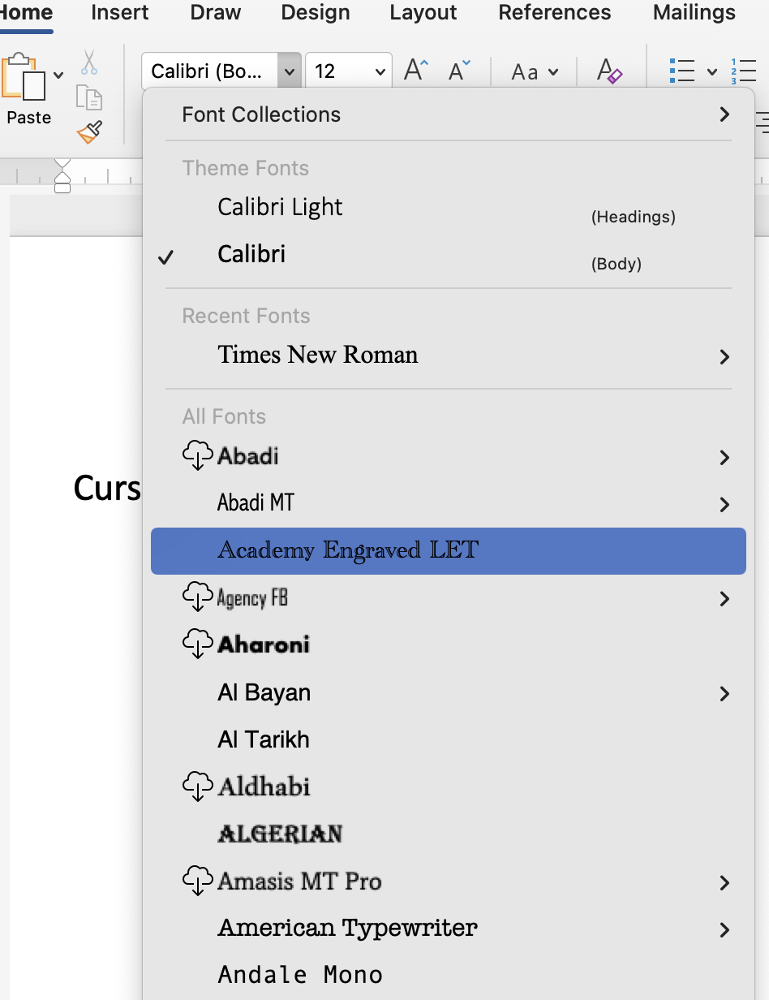 Home Insert Draw Design Layout References Mailings
Calibri (Bo... 12 Aa
Paste
Font Collections
Theme Fonts
Calibri Light (Headings)
Calibri (Body)
Recent Fonts
Times New Roman
All Fonts
Abadi
Curs
Abadi MT
Academy Engraved LET
Agency FB
Aharoni
Al Bayan
Al Tarikh
Aldhabi
ALGERIAN
Amasis MT Pro
American Typewriter
Andale Mono